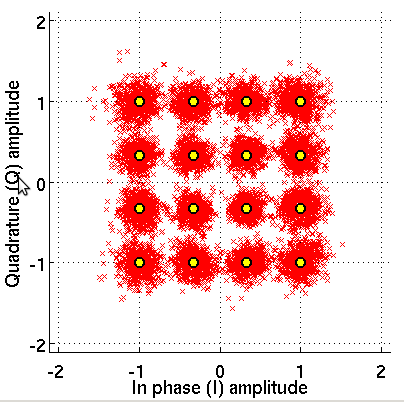 2
1
0
-1
-2
Quadrature (Q) amplitude
-2 -1 0 1 2
In phase (I) amplitude